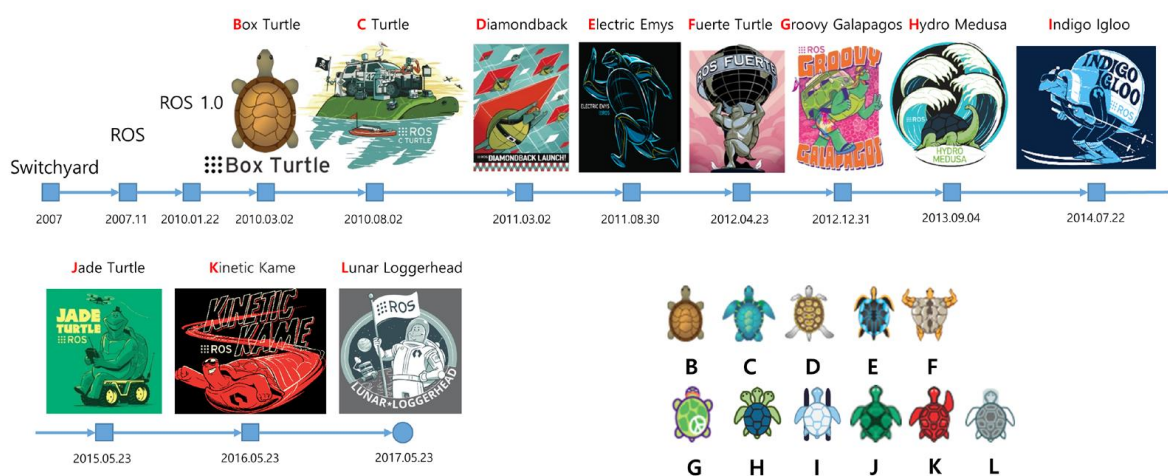 Box Turtle
C Turtle
Diamondback
Electric Emys
Fuerte Turtle
Groovy Galapagos
Hydro Medusa
Indigo Igloo
Switchyard
ROS
ROS 1.0
Box Turtle
ROS
C TURTLE
DIAMONDBACK LAUNCH!
ELECTRIC EMYS
ROS
ROS FUERTE
ROS
GROOVY
GALAPAGOS
ROS
HYDRO
MEDUSA
INDIGO
IGLOO
ROS
2007
2007.11
2010.01.22
2010.03.02
2010.08.02
2011.03.02
2011.08.30
2012.04.23
2012.12.31
2013.09.04
2014.07.22
Jade Turtle
Kinetic Kame
Lunar Loggerhead
JADE
TURTLE
ROS
KINETIC
KAME
ROS
ROS
LUNAR LOGGERHEAD
2015.05.23
2016.05.23
2017.05.23
B
C
D
E
F
G
H
I
J
K
L